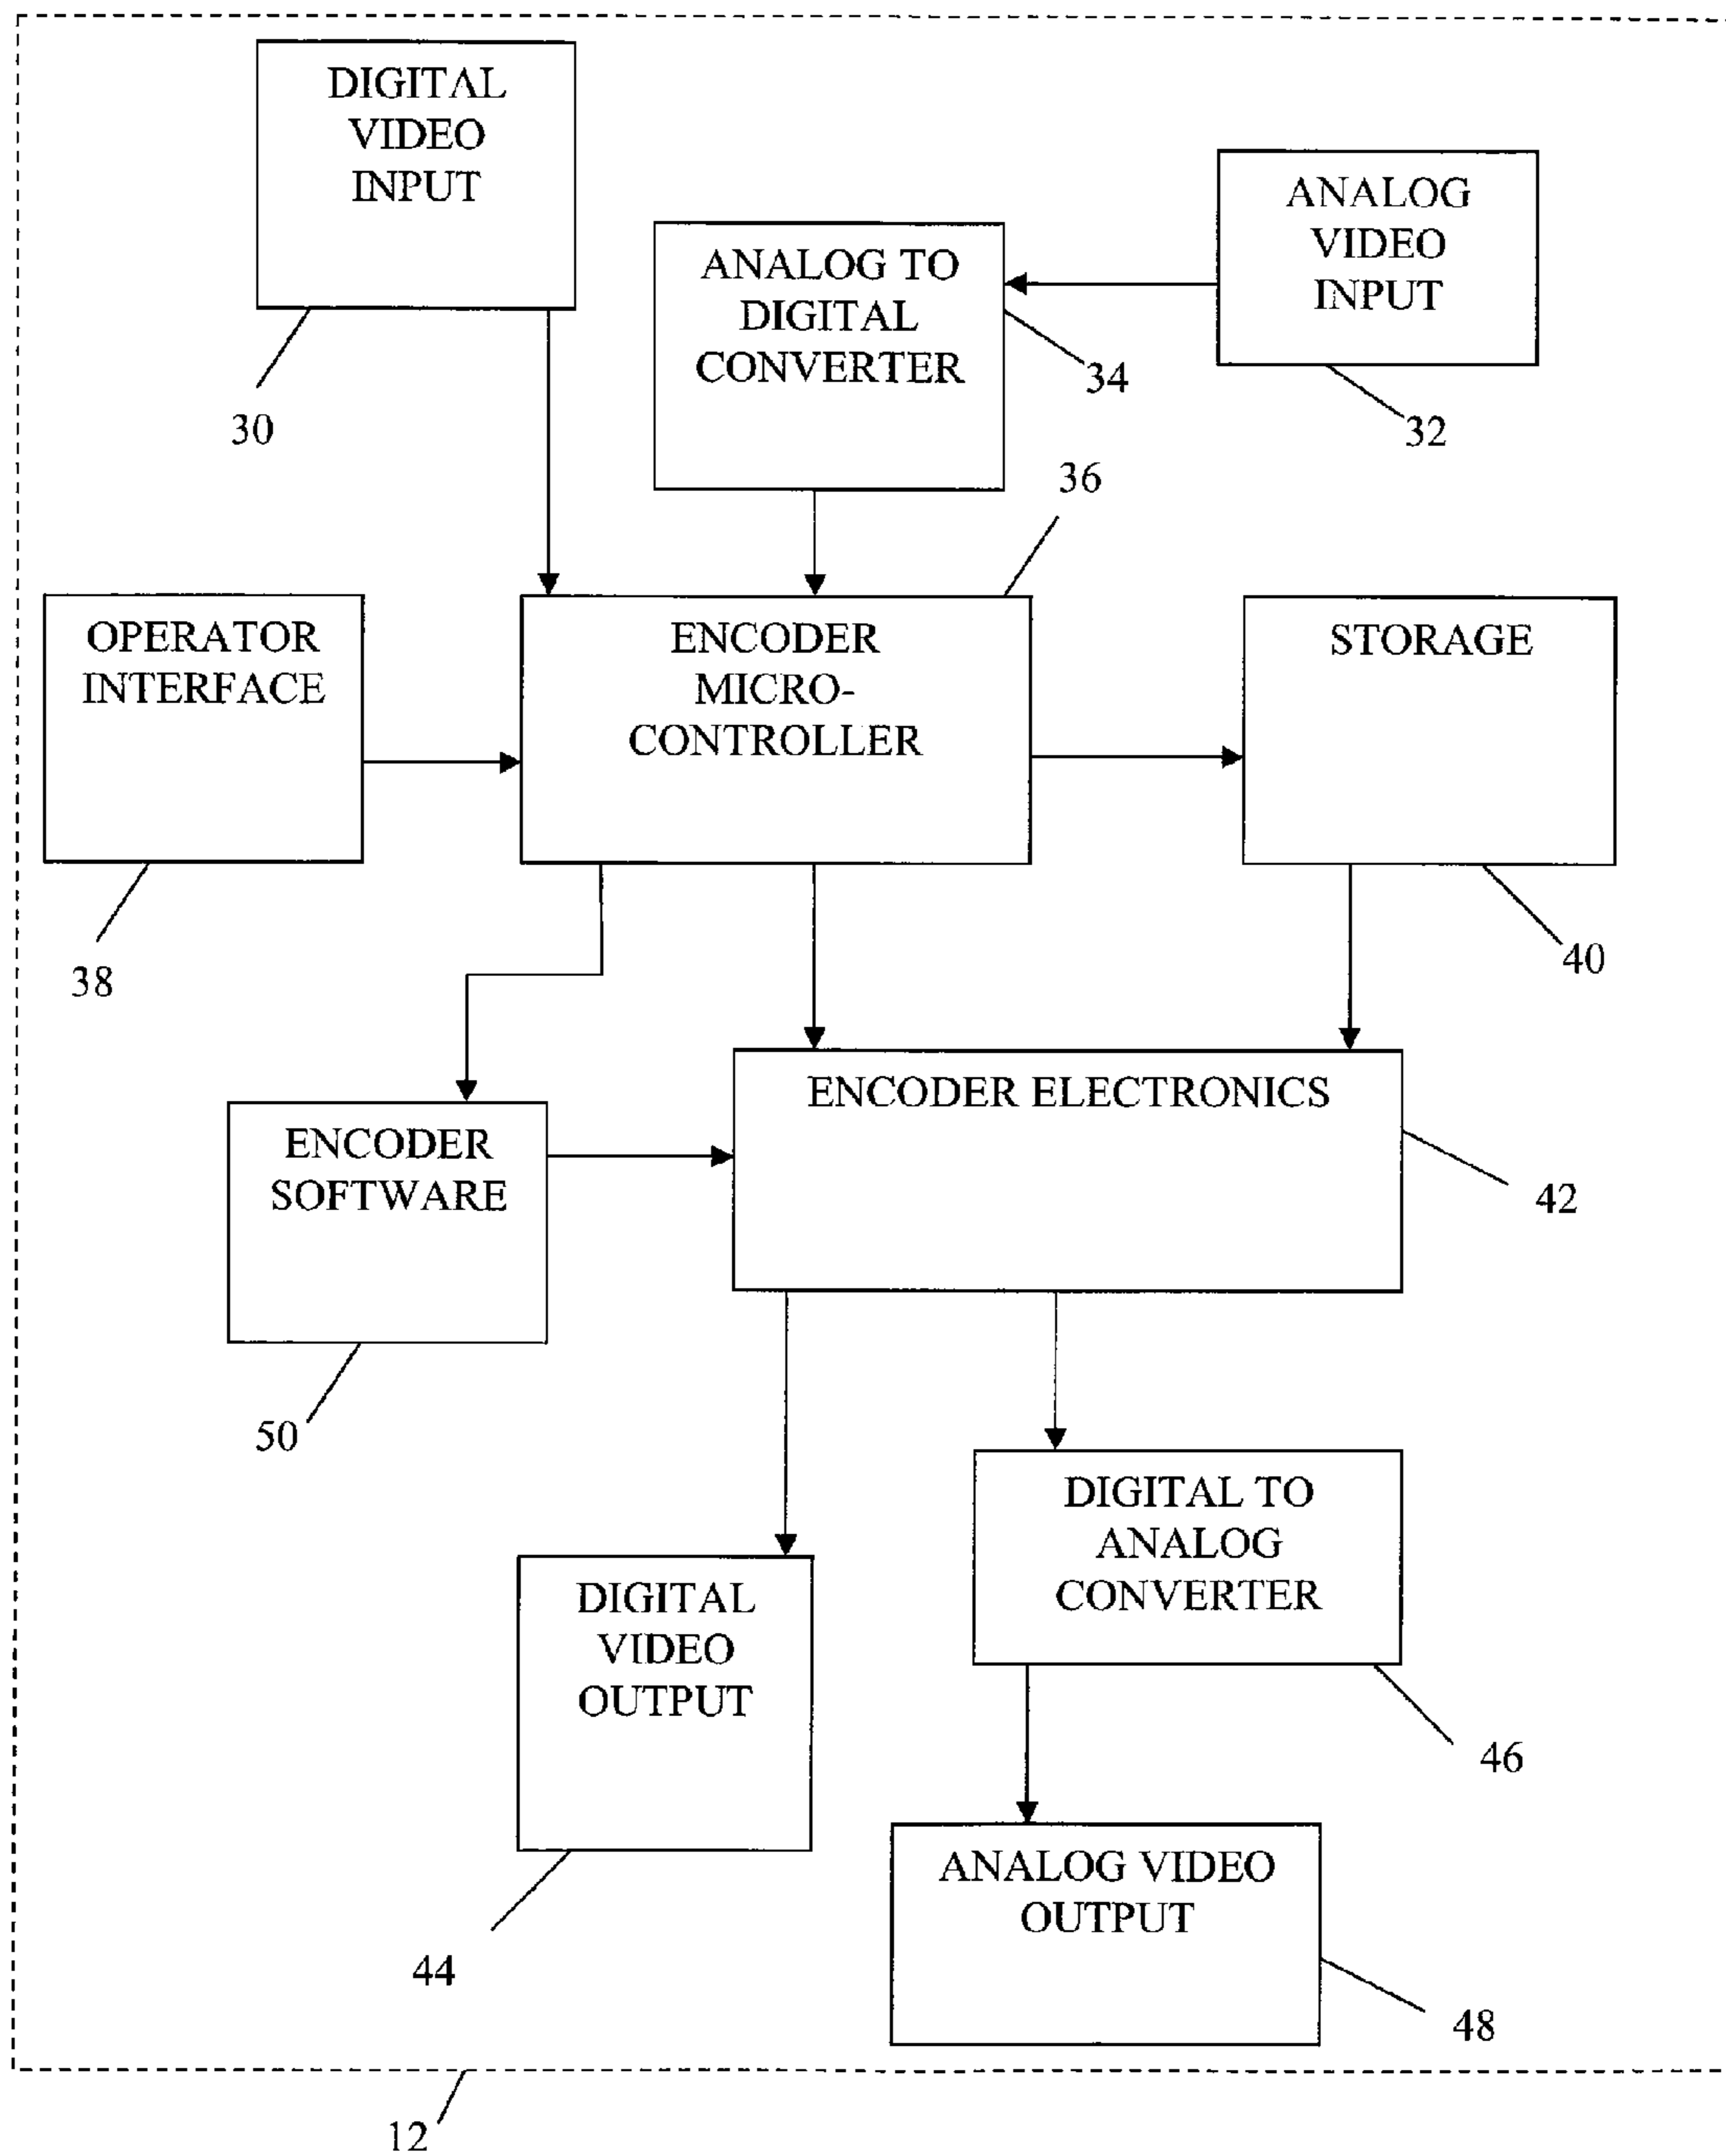 DIGITAL
VIDEO
INPUT
30
ANALOG
VIDEO
INPUT
32
ANALOG TO
DIGITAL
CONVERTER
34
36
OPERATOR
INTERFACE
38
ENCODER
MICRO-
CONTROLLER
STORAGE
40
ENCODER ELECTRONICS
42
ENCODER
SOFTWARE
50
DIGITAL TO
ANALOG
CONVERTER
46
DIGITAL
VIDEO
OUTPUT
44
ANALOG VIDEO
OUTPUT
48
12